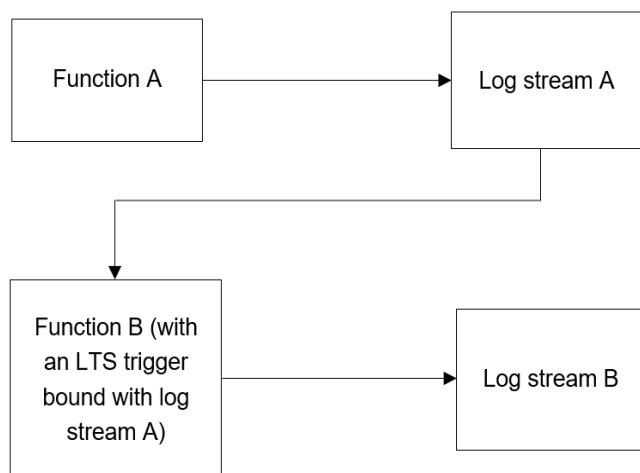 Function A
Log stream A
Function B (with
an LTS trigger
bound with log
stream A)
Log stream B